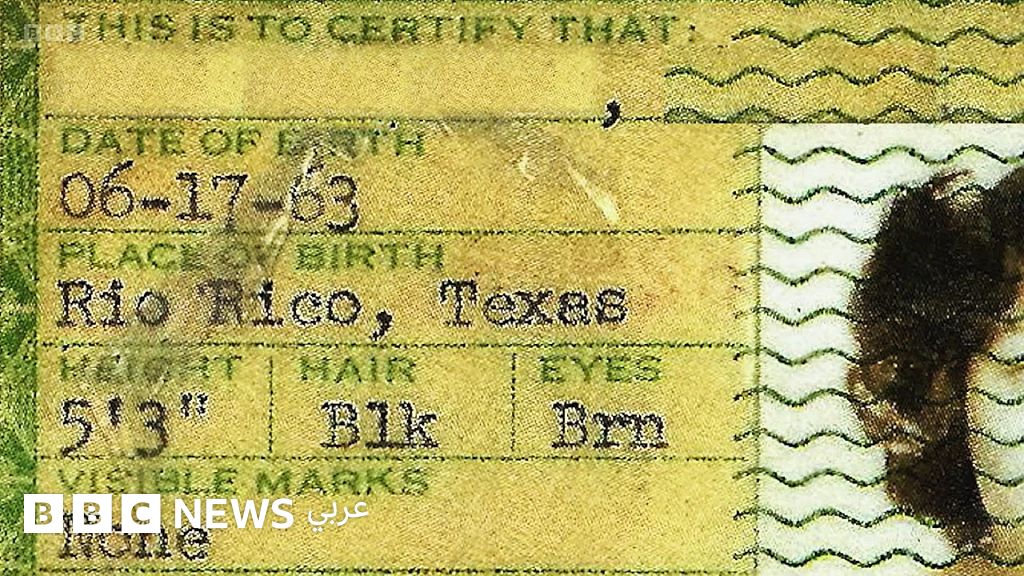 THIS IS TO CERTIFY THAT:
,
DATE OF BIRTH
06-17-63
PLACE OF BIRTH
Rio Rico, Texas
HEIGHT HAIR EYES
5'3" Blk Brn
VISIBLE MARKS
None
BBC NEWS عربي